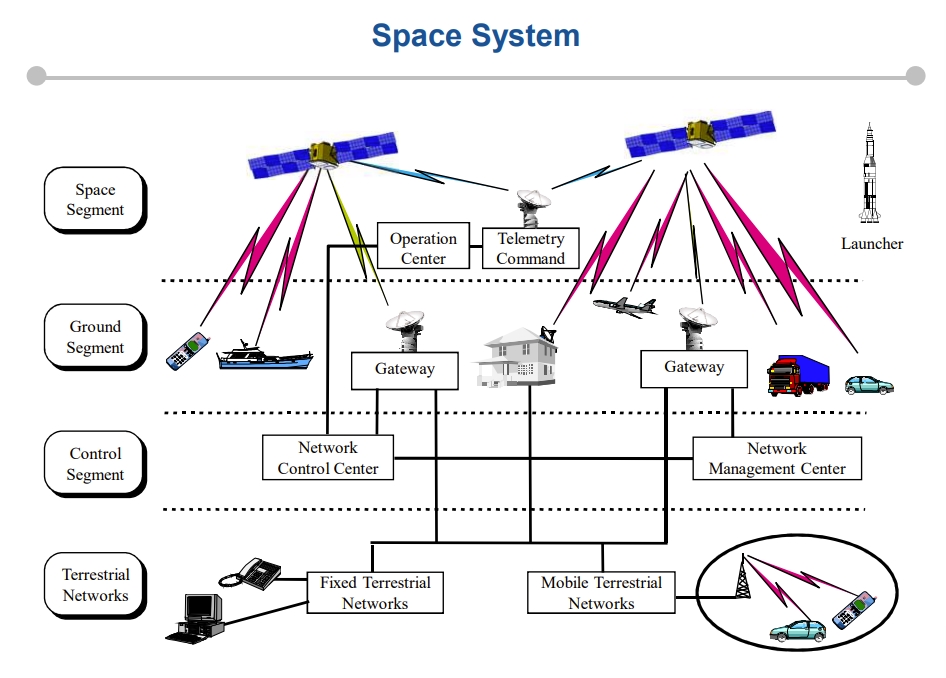 Space System
Space
Segment
Operation
Center
Telemetry
Command
Launcher
Ground
Segment
Gateway
Gateway
Control
Segment
Network
Control Center
Network
Management Center
Terrestrial
Networks
Fixed Terrestrial
Networks
Mobile Terrestrial
Networks